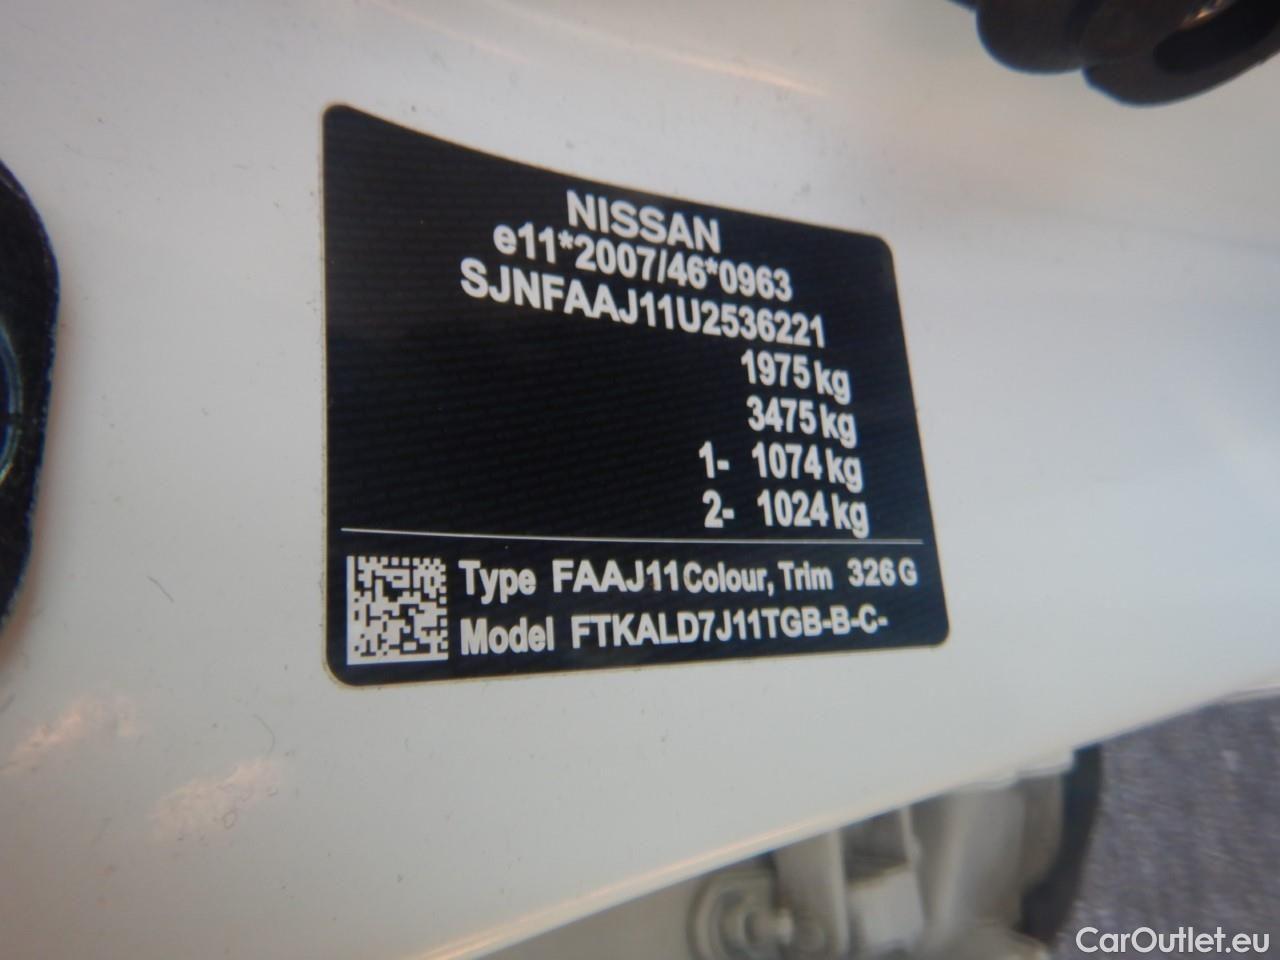 NISSAN
e11*2007/46*0963
SJNFAAJ11U2536221
1975 kg
3475 kg
1- 1074 kg
2- 1024 kg
Type FAAJ11 Colour, Trim 326 G
Model FTKALD7J11TGB-B-C-
CarOutlet.eu